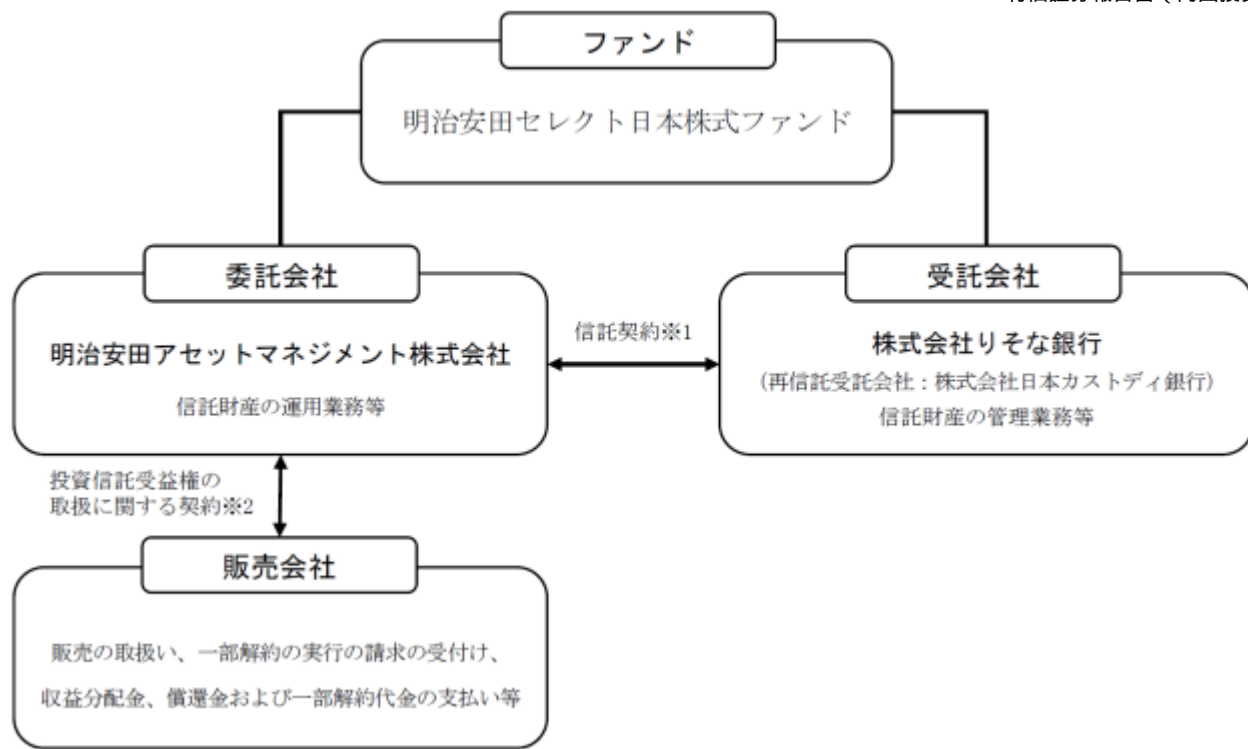 ファンド
明治安田セレクト日本株式ファンド
委託会社
明治安田アセットマネジメント株式会社
信託財産の運用業務等
信託契約※1
受託会社
株式会社りそな銀行
(再信託受託会社：株式会社日本カストディ銀行)
信託財産の管理業務等
投資信託受益権の
取扱に関する契約※2
販売会社
販売の取扱い、一部解約の実行の請求の受付け、
収益分配金、償還金および一部解約代金の支払い等